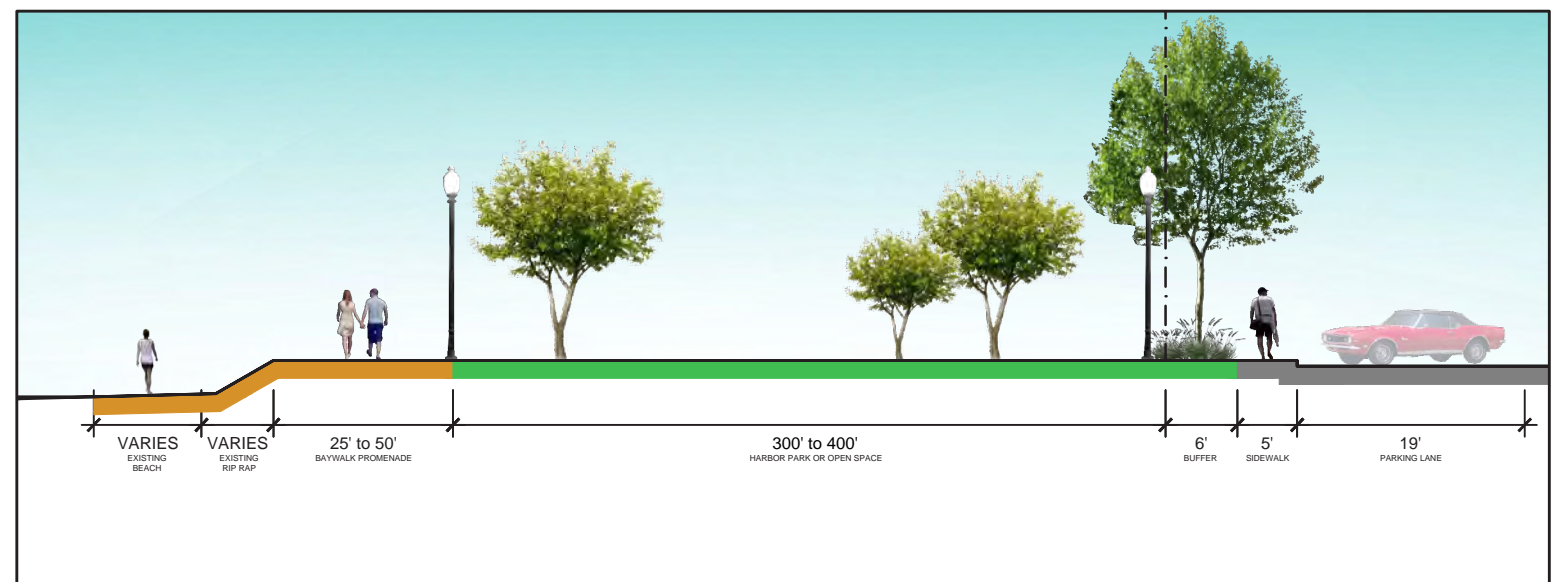 VARIES
EXISTING
BEACH
VARIES
EXISTING
RIP RAP
25' to 50'
BAYWALK PROMENADE
300' to 400'
HARBOR PARK OR OPEN SPACE
6'
BUFFER
5'
SIDEWALK
19'
PARKING LANE